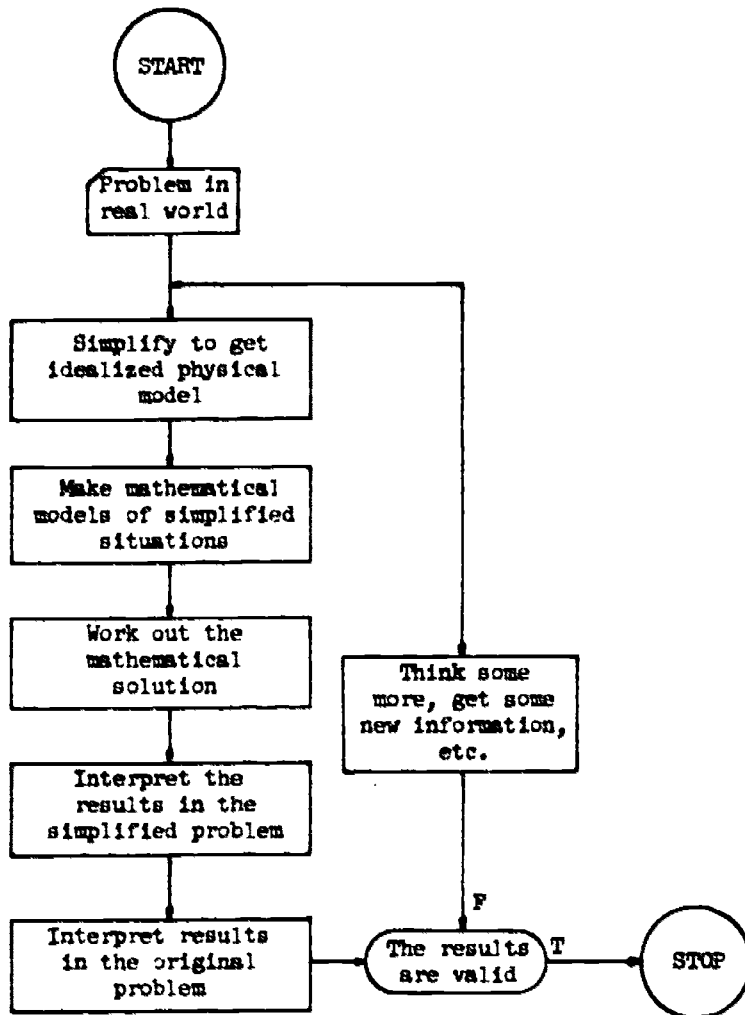 START
Problem in
real world
Simplify to get
idealized physical
model
Make mathematical
models of simplified
situations
Work out the
mathematical
solution
Think some
more, get some
new information,
etc.
Interpret the
results in the
simplified problem
Interpret results
in the original
problem
F
The results
are valid
T
STOP